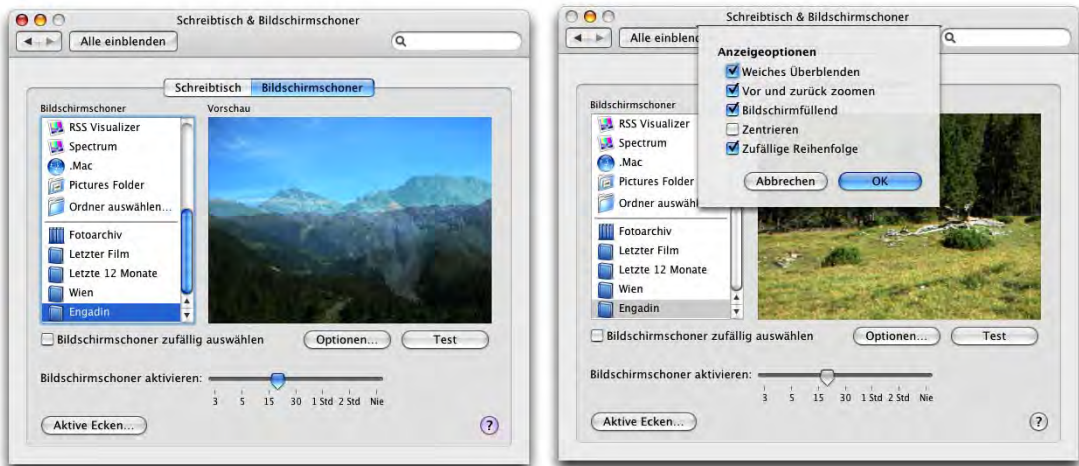 Schreibtisch & Bildschirmschoner
Alle einblenden
Schreibtisch Bildschirmschoner
Bildschirmschoner Vorschau
RSS Visualizer
Spectrum
.Mac
Pictures Folder
Ordner auswählen...
Fotoarchiv
Letzter Film
Letzte 12 Monate
Wien
Engadin
Bildschirmschoner zufällig auswählen Optionen... Test
Bildschirmschoner aktivieren:
3 5 15 30 1 Std 2 Std Nie
Aktive Ecken... ?
Schreibtisch & Bildschirmschoner
Alle einblend
Anzeigeoptionen
Weiches Überblenden
Vor und zurück zoomen
Bildschirmfüllend
Zentrieren
Zufällige Reihenfolge
Abbrechen OK
Bildschirmschoner
RSS Visualizer
Spectrum
.Mac
Pictures Folder
Ordner auswähl
Fotoarchiv
Letzter Film
Letzte 12 Monate
Wien
Engadin
Bildschirmschoner zufällig auswählen Optionen... Test
Bildschirmschoner aktivieren:
3 5 15 30 1 Std 2 Std Nie
Aktive Ecken... ?